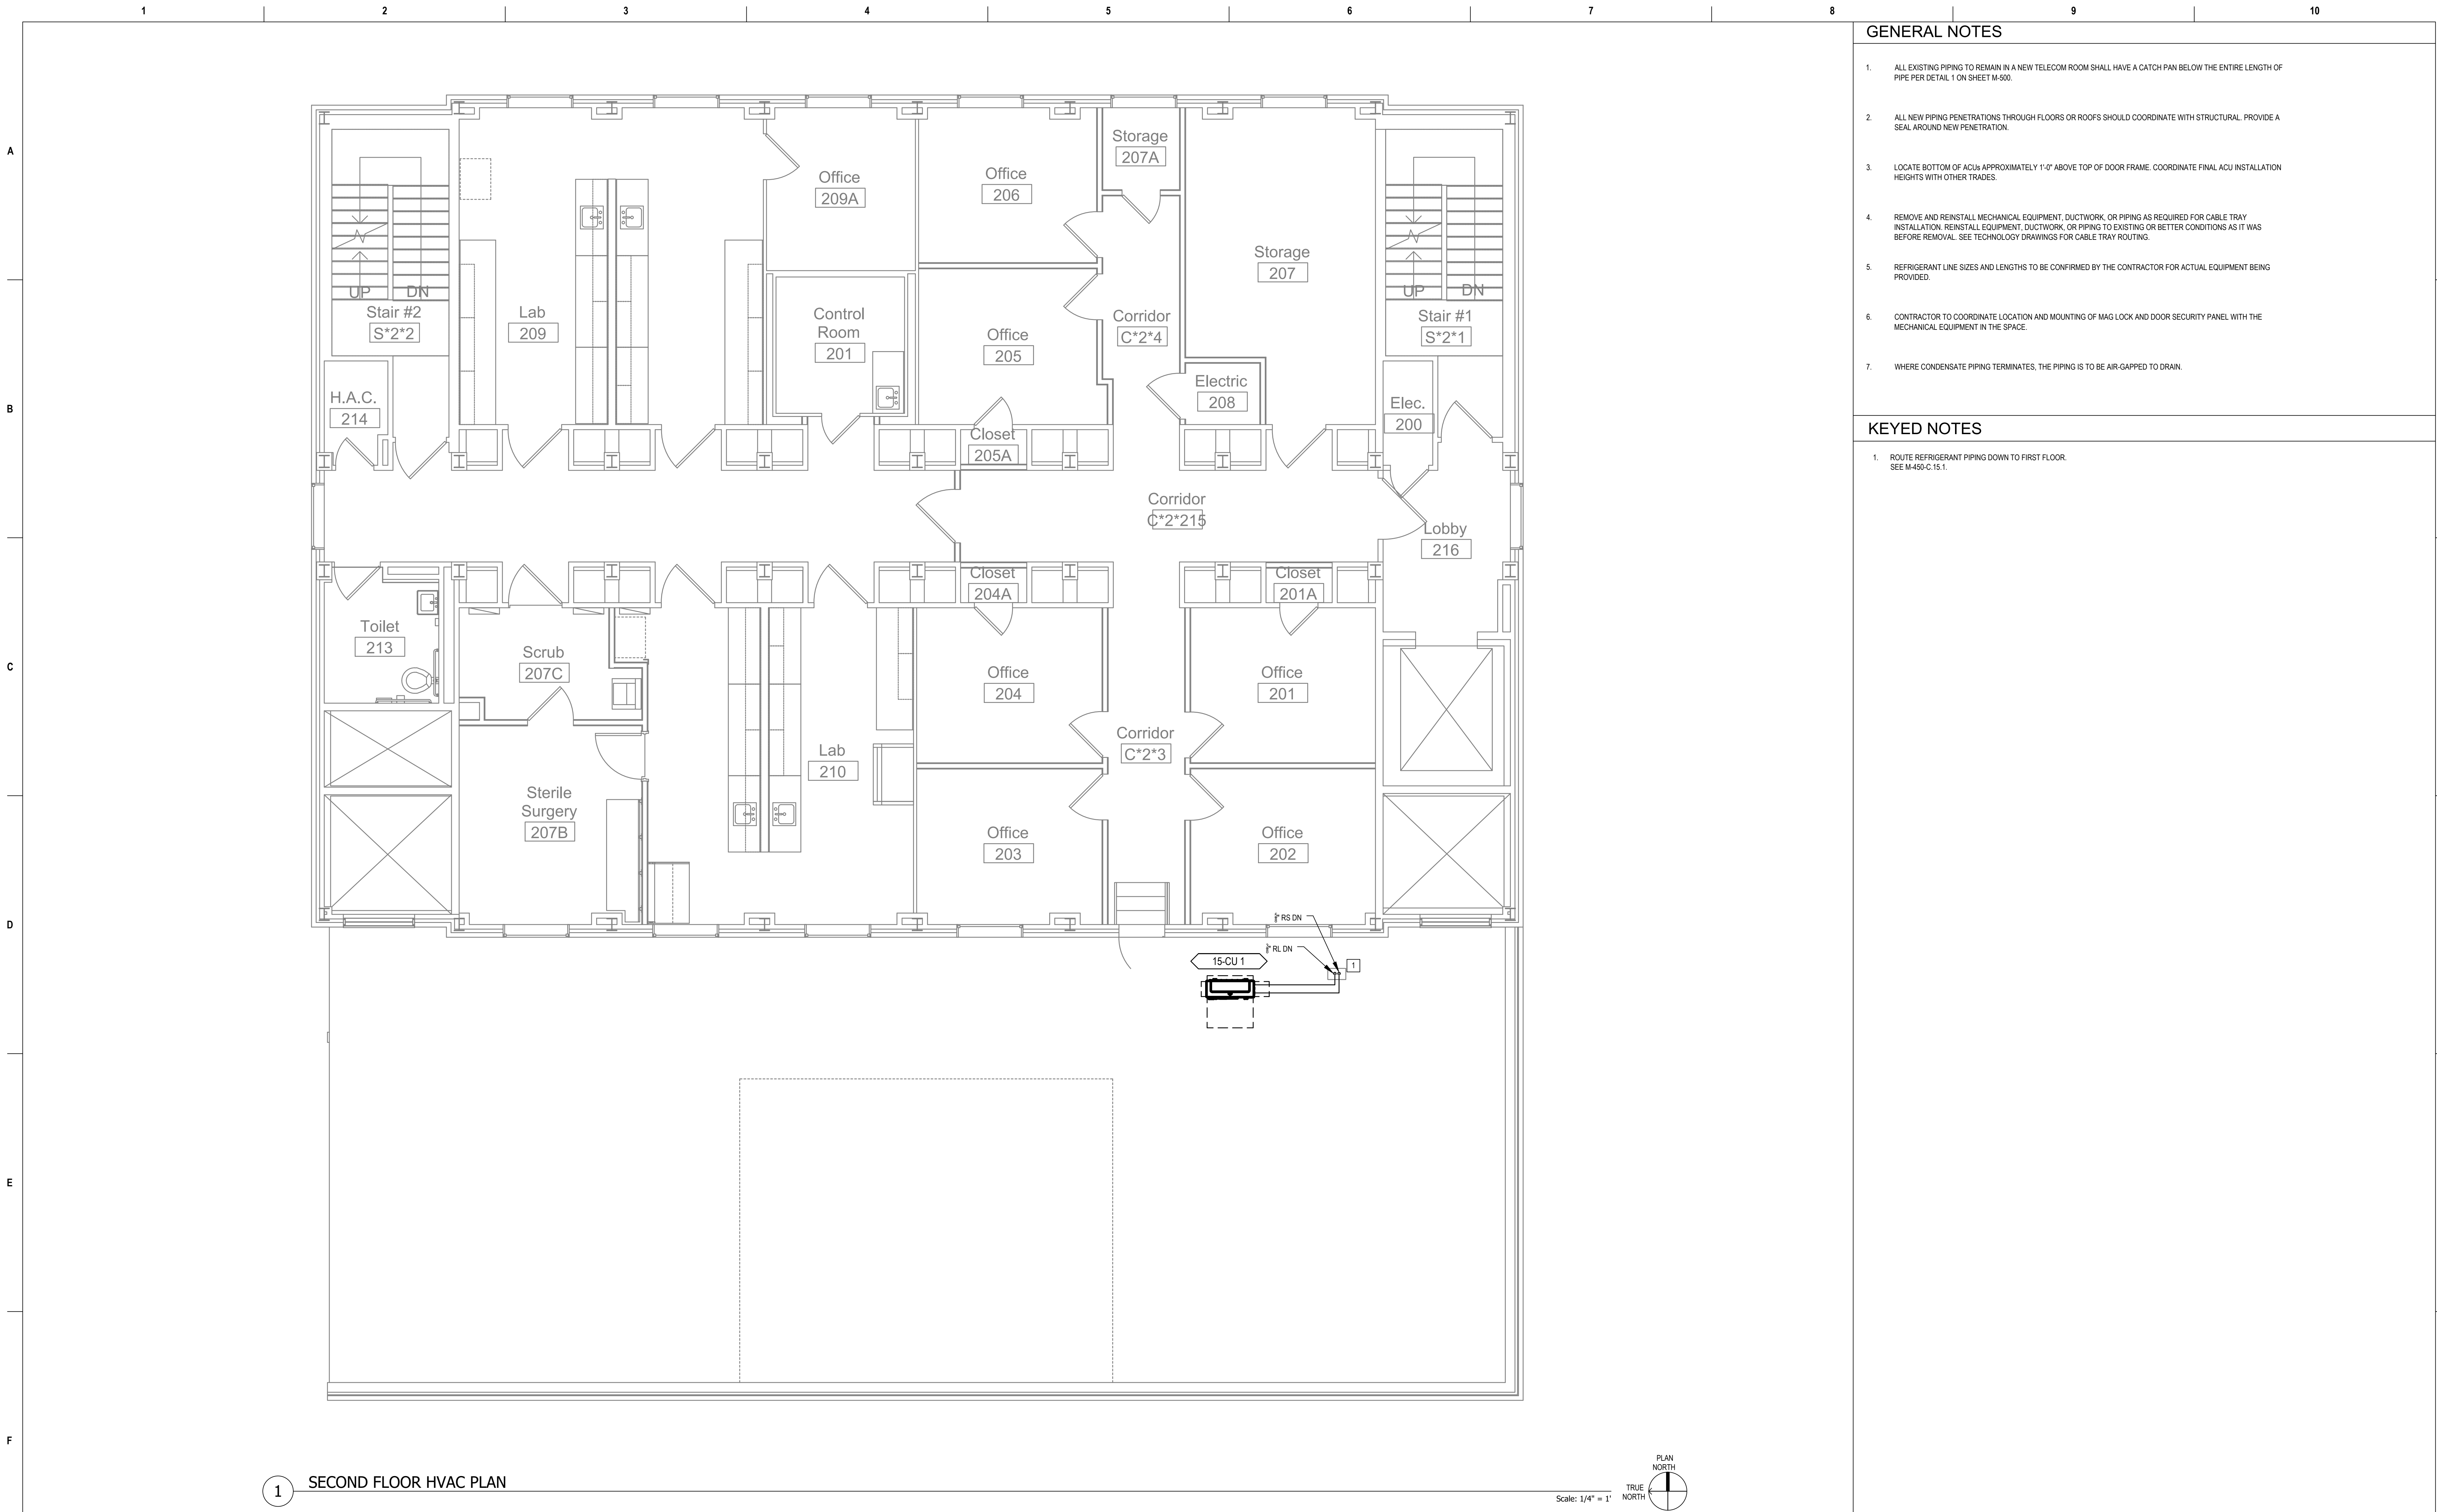 1 2 3 4 5 6 7 8 9 10
A
B
C
D
E
F
Storage
207A
Office
209A
Office
206
Storage
207
UP DN
Stair #2
S*2*2
Lab
209
Control
Room
201
Office
205
Corridor
C*2*4
UP DN
Stair #1
S*2*1
H.A.C.
214
Electric
208
Elec.
200
Closet
205A
Corridor
C*2*215
Lobby
216
Closet
204A
Closet
201A
Toilet
213
Scrub
207C
Office
204
Office
201
Lab
210
Corridor
C*2*3
Sterile
Surgery
207B
Office
203
Office
202
RS DN
RL DN
15-CU 1
1
1
SECOND FLOOR HVAC PLAN
Scale: 1/4" = 1'
PLAN
NORTH
TRUE
NORTH
GENERAL NOTES
1. ALL EXISTING PIPING TO REMAIN IN A NEW TELECOM ROOM SHALL HAVE A CATCH PAN BELOW THE ENTIRE LENGTH OF
PIPE PER DETAIL 1 ON SHEET M-500.
2. ALL NEW PIPING PENETRATIONS THROUGH FLOORS OR ROOFS SHOULD COORDINATE WITH STRUCTURAL. PROVIDE A
SEAL AROUND NEW PENETRATION.
3. LOCATE BOTTOM OF ACUs APPROXIMATELY 1'-0" ABOVE TOP OF DOOR FRAME. COORDINATE FINAL ACU INSTALLATION
HEIGHTS WITH OTHER TRADES.
4. REMOVE AND REINSTALL MECHANICAL EQUIPMENT, DUCTWORK, OR PIPING AS REQUIRED FOR CABLE TRAY
INSTALLATION. REINSTALL EQUIPMENT, DUCTWORK, OR PIPING TO EXISTING OR BETTER CONDITIONS AS IT WAS
BEFORE REMOVAL. SEE TECHNOLOGY DRAWINGS FOR CABLE TRAY ROUTING.
5. REFRIGERANT LINE SIZES AND LENGTHS TO BE CONFIRMED BY THE CONTRACTOR FOR ACTUAL EQUIPMENT BEING
PROVIDED.
6. CONTRACTOR TO COORDINATE LOCATION AND MOUNTING OF MAG LOCK AND DOOR SECURITY PANEL WITH THE
MECHANICAL EQUIPMENT IN THE SPACE.
7. WHERE CONDENSATE PIPING TERMINATES, THE PIPING IS TO BE AIR-GAPPED TO DRAIN.
KEYED NOTES
1. ROUTE REFRIGERANT PIPING DOWN TO FIRST FLOOR.
SEE M-450-C.15.1.